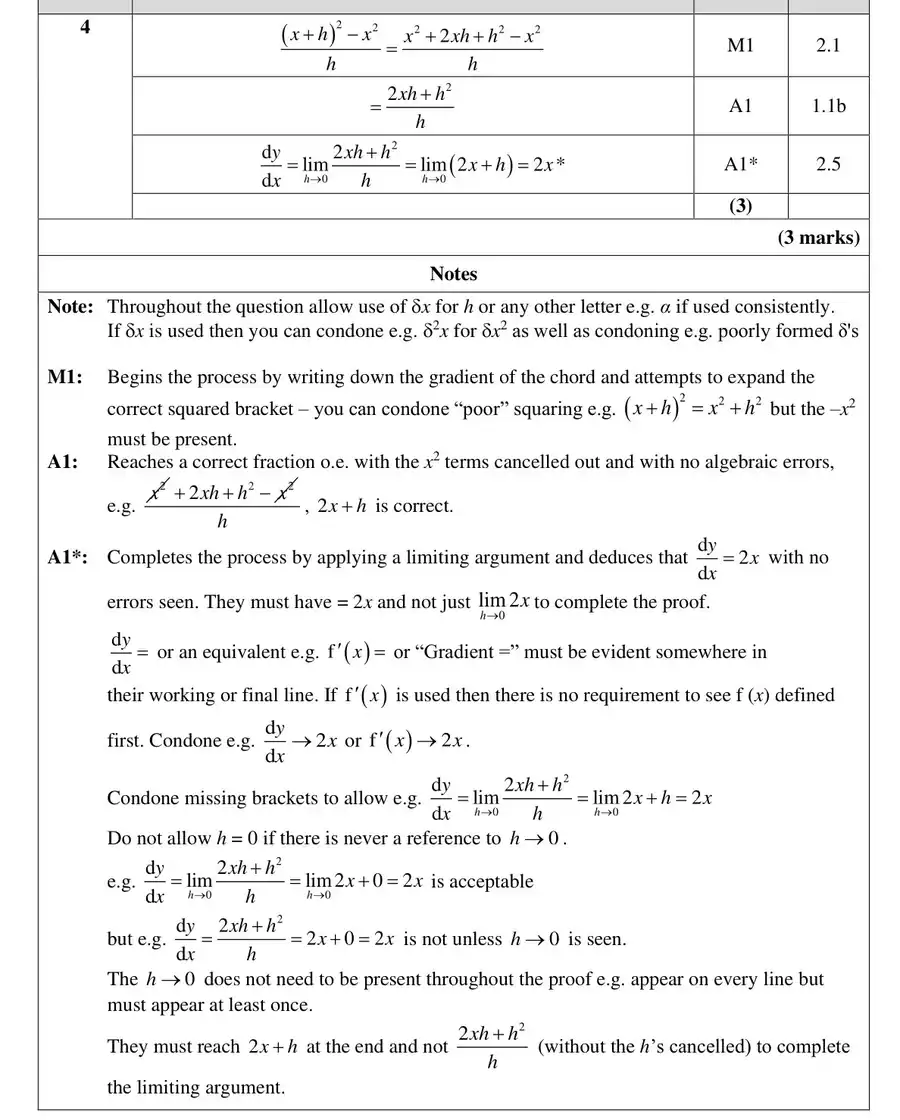 4
(x + h)² − x² / h = x² + 2xh + h² − x² / h
M1
2.1
= 2xh + h² / h
A1
1.1b
dy/dx = lim h→0 2xh + h² / h = lim h→0 (2x + h) = 2x *
A1*
2.5
(3)
(3 marks)
Notes
Note: Throughout the question allow use of δx for h or any other letter e.g. α if used consistently.
If δx is used then you can condone e.g. δ²x for δx² as well as condoning e.g. poorly formed δ's
M1: Begins the process by writing down the gradient of the chord and attempts to expand the
correct squared bracket – you can condone “poor” squaring e.g. (x + h)² = x² + h² but the –x²
must be present.
A1: Reaches a correct fraction o.e. with the x² terms cancelled out and with no algebraic errors,
e.g. x² + 2xh + h² − x² / h , 2x + h is correct.
A1*: Completes the process by applying a limiting argument and deduces that dy/dx = 2x with no
errors seen. They must have = 2x and not just lim h→0 2x to complete the proof.
dy/dx = or an equivalent e.g. f′(x) = or “Gradient =” must be evident somewhere in
their working or final line. If f′(x) is used then there is no requirement to see f (x) defined
first. Condone e.g. dy/dx → 2x or f′(x) → 2x.
Condone missing brackets to allow e.g. dy/dx = lim h→0 2xh + h² / h = lim h→0 2x + h = 2x
Do not allow h = 0 if there is never a reference to h → 0.
e.g. dy/dx = lim h→0 2xh + h² / h = lim h→0 2x + 0 = 2x is acceptable
but e.g. dy/dx = 2xh + h² / h = 2x + 0 = 2x is not unless h → 0 is seen.
The h → 0 does not need to be present throughout the proof e.g. appear on every line but
must appear at least once.
They must reach 2x + h at the end and not 2xh + h² / h (without the h’s cancelled) to complete
the limiting argument.